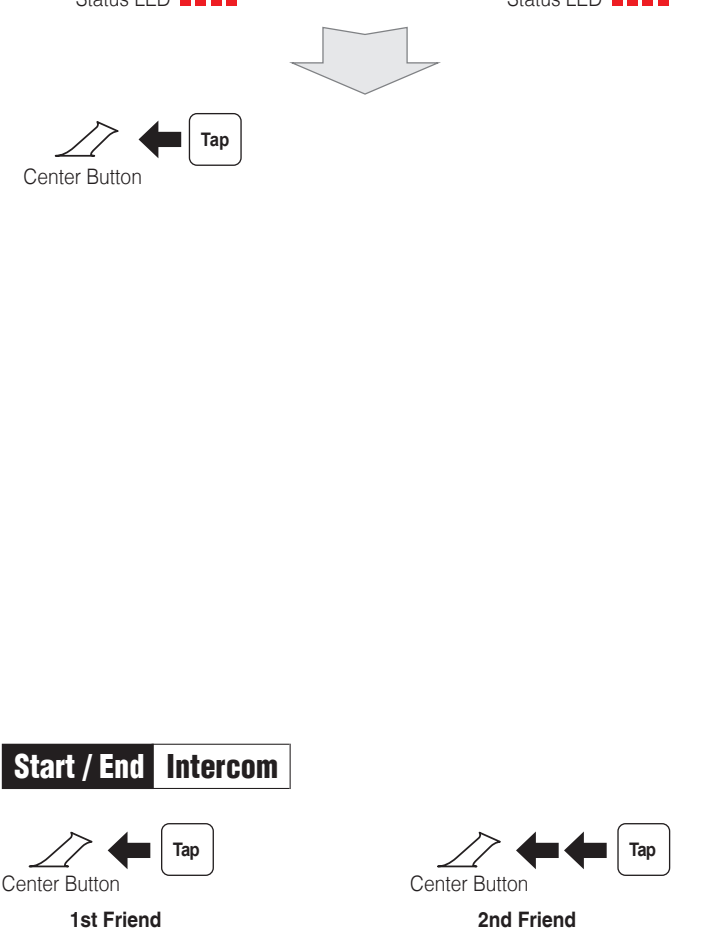 Status LED Status LED
Tap
Center Button
Start / End Intercom
Tap Tap
Center Button Center Button
1st Friend 2nd Friend